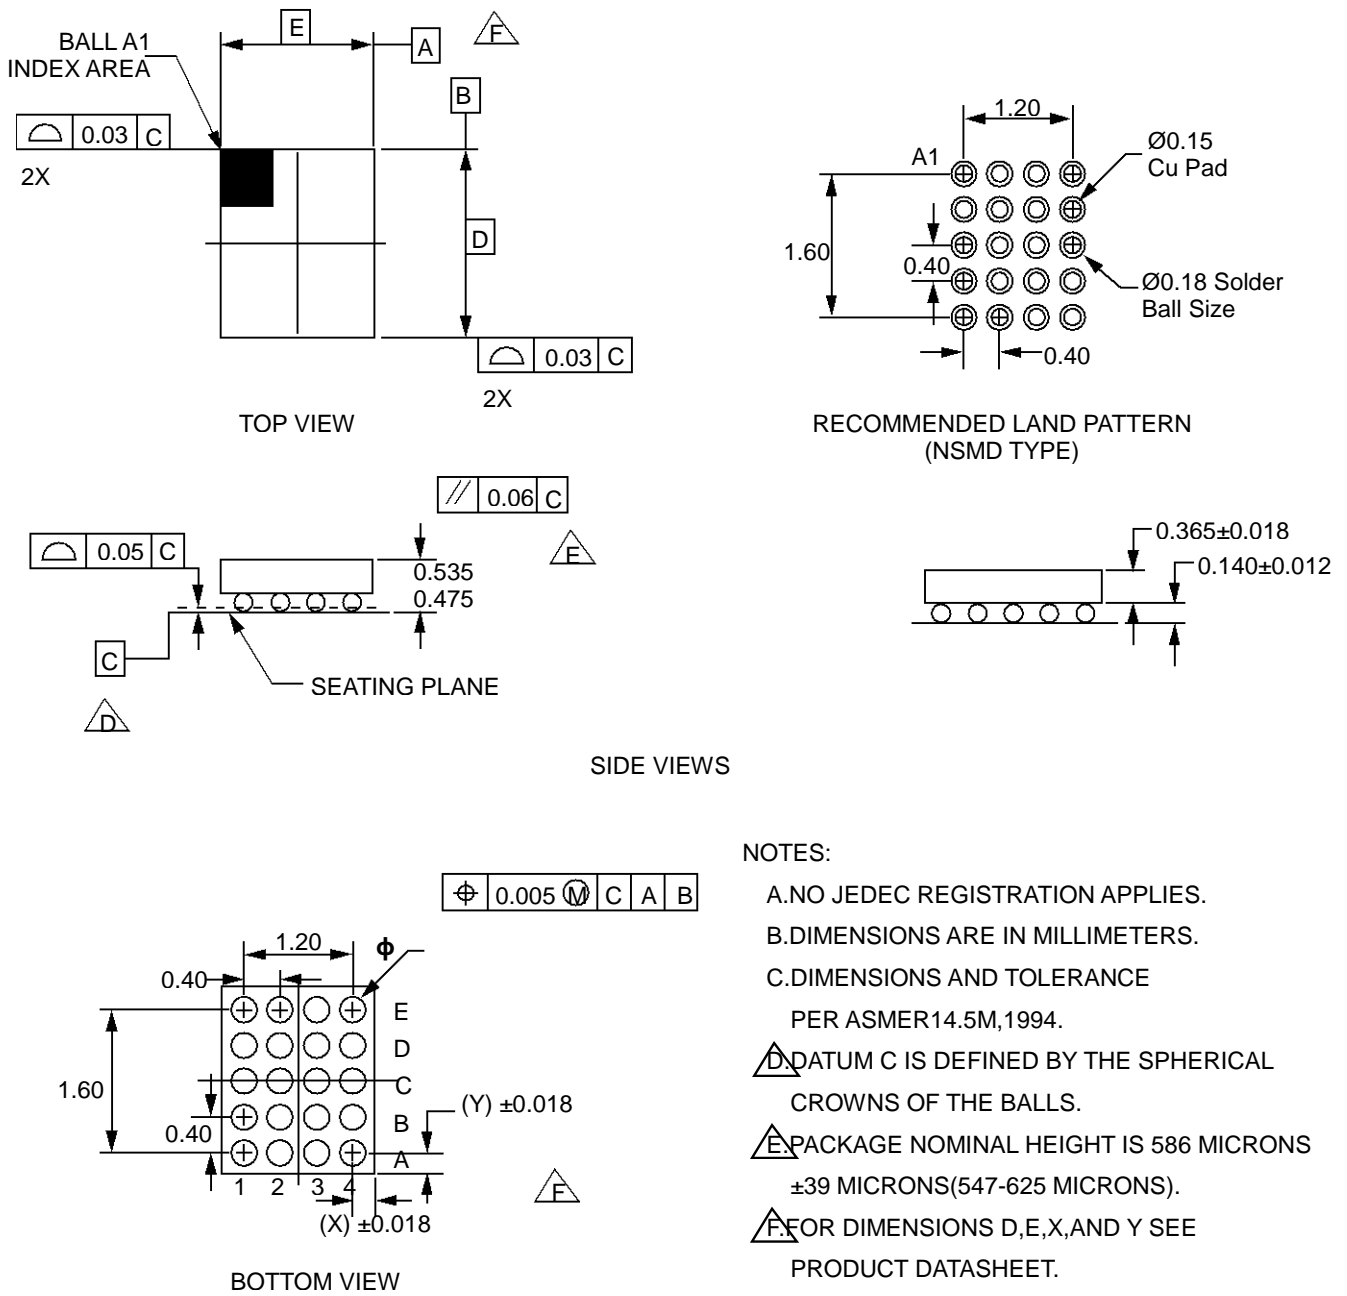 E
A
F
BALL A1
INDEX AREA
B
0.03 C
2X
D
0.03 C
2X
TOP VIEW
1.20
A1
Ø0.15
Cu Pad
1.60
0.40
Ø0.18 Solder
Ball Size
0.40
RECOMMENDED LAND PATTERN
(NSMD TYPE)
// 0.06 C
E
0.05 C
0.535
0.475
C
SEATING PLANE
D
0.365±0.018
0.140±0.012
SIDE VIEWS
0.005 Ⓜ C A B
1.20
ϕ
0.40
E
D
C
B
A
1.60
0.40
(Y) ±0.018
1 2 3 4
(X) ±0.018
F
BOTTOM VIEW
NOTES:
A.NO JEDEC REGISTRATION APPLIES.
B.DIMENSIONS ARE IN MILLIMETERS.
C.DIMENSIONS AND TOLERANCE
PER ASMER14.5M,1994.
D.DATUM C IS DEFINED BY THE SPHERICAL
CROWNS OF THE BALLS.
E.PACKAGE NOMINAL HEIGHT IS 586 MICRONS
±39 MICRONS(547-625 MICRONS).
F.FOR DIMENSIONS D,E,X,AND Y SEE
PRODUCT DATASHEET.